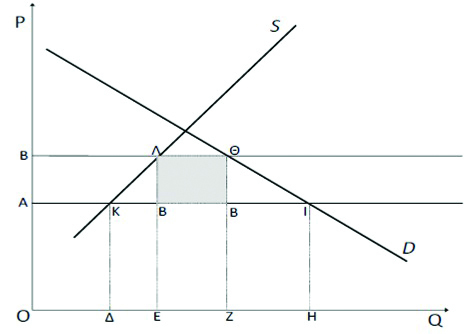 P
S
B Λ Θ
A K B B I
D
O Δ E Z H Q